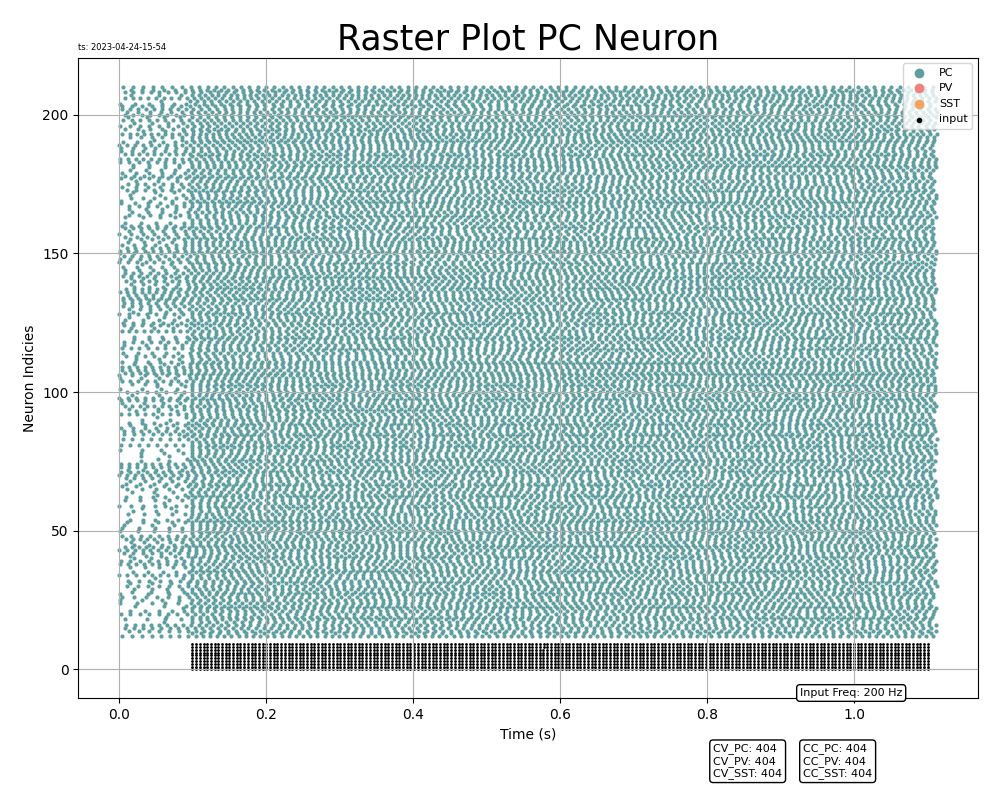 Raster Plot PC Neuron
ts: 2023-04-24-15-54
PC
PV
SST
input
200
150
100
50
0
Neuron Indicies
0.0 0.2 0.4 0.6 0.8 1.0
Time (s)
Input Freq: 200 Hz
CV_PC: 404
CV_PV: 404
CV_SST: 404
CC_PC: 404
CC_PV: 404
CC_SST: 404